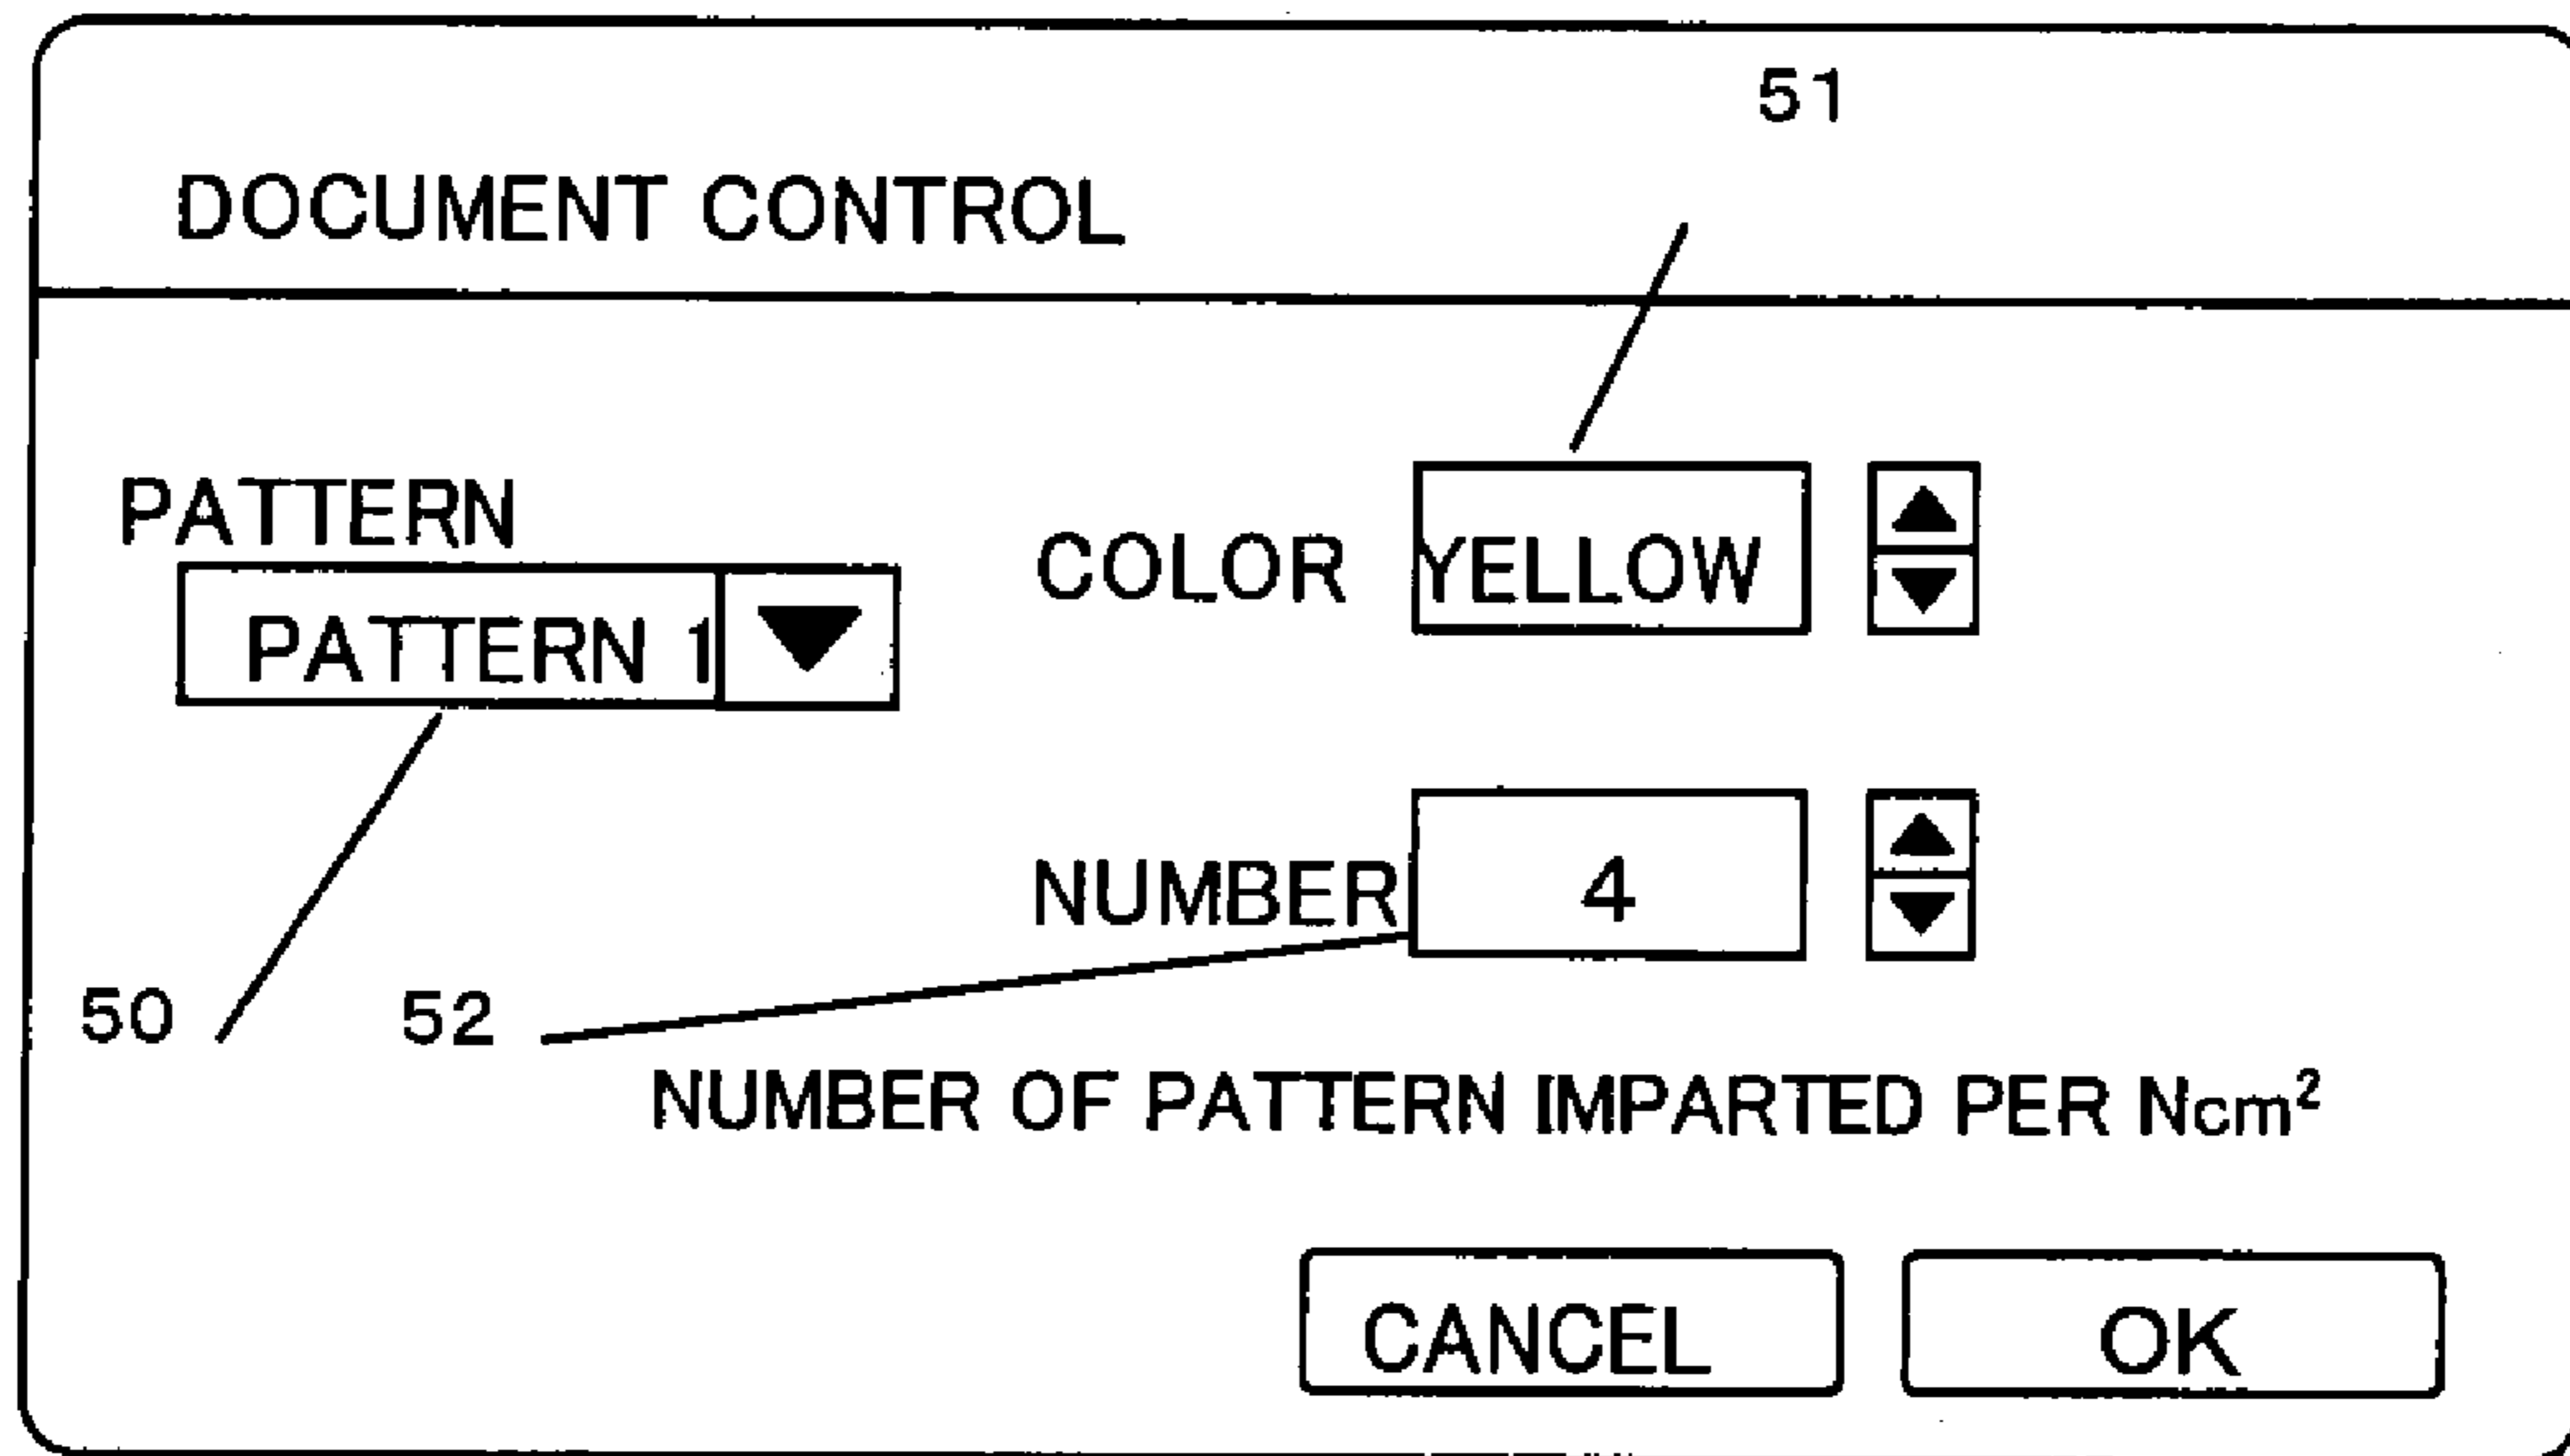 51
DOCUMENT CONTROL
PATTERN
PATTERN 1
COLOR YELLOW
NUMBER 4
50 52
NUMBER OF PATTERN IMPARTED PER Ncm²
CANCEL OK